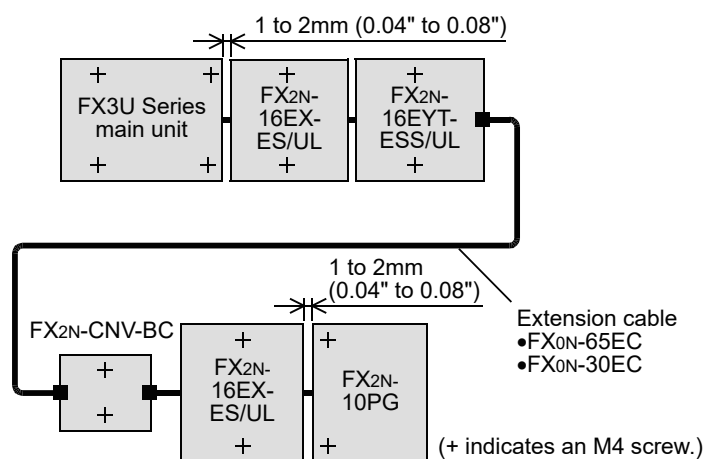 1 to 2mm (0.04" to 0.08")
FX3U Series
main unit
FX2N-
16EX-
ES/UL
FX2N-
16EYT-
ESS/UL
1 to 2mm
(0.04" to 0.08")
Extension cable
•FX0N-65EC
•FX0N-30EC
FX2N-CNV-BC
FX2N-
16EX-
ES/UL
FX2N-
10PG
(+ indicates an M4 screw.)